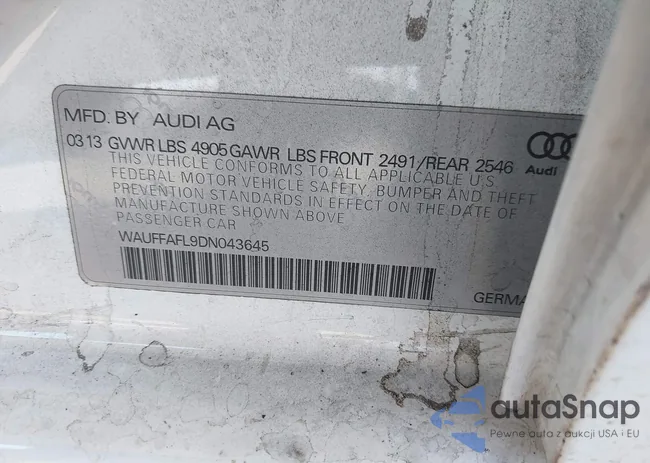 MFD. BY AUDI AG
03 13 GVWR LBS 4905 GAWR LBS FRONT 2491/REAR 2546
THIS VEHICLE CONFORMS TO ALL APPLICABLE U.S.
FEDERAL MOTOR VEHICLE SAFETY, BUMPER AND THEFT
PREVENTION STANDARDS IN EFFECT ON THE DATE OF
MANUFACTURE SHOWN ABOVE
PASSENGER CAR
WAUFFAFL9DN043645
Audi
GERMA
autaSnap
Pewne auta z aukcji USA i EU